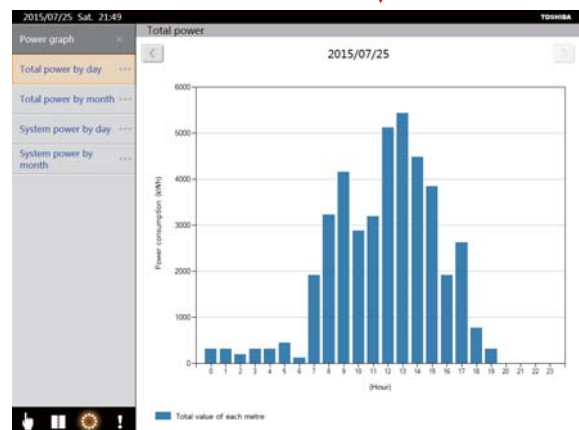 2015/07/25 Sat. 21:49
TOSHIBA
Power graph ×
Total power
Total power by day ...
Total power by month ...
System power by day ...
System power by
month ...
<
2015/07/25
>
6000
5000
4000
3000
2000
1000
0
Power consumption (kWh)
0 1 2 3 4 5 6 7 8 9 10 11 12 13 14 15 16 17 18 19 20 21 22 23
(Hour)
Total value of each metre
!